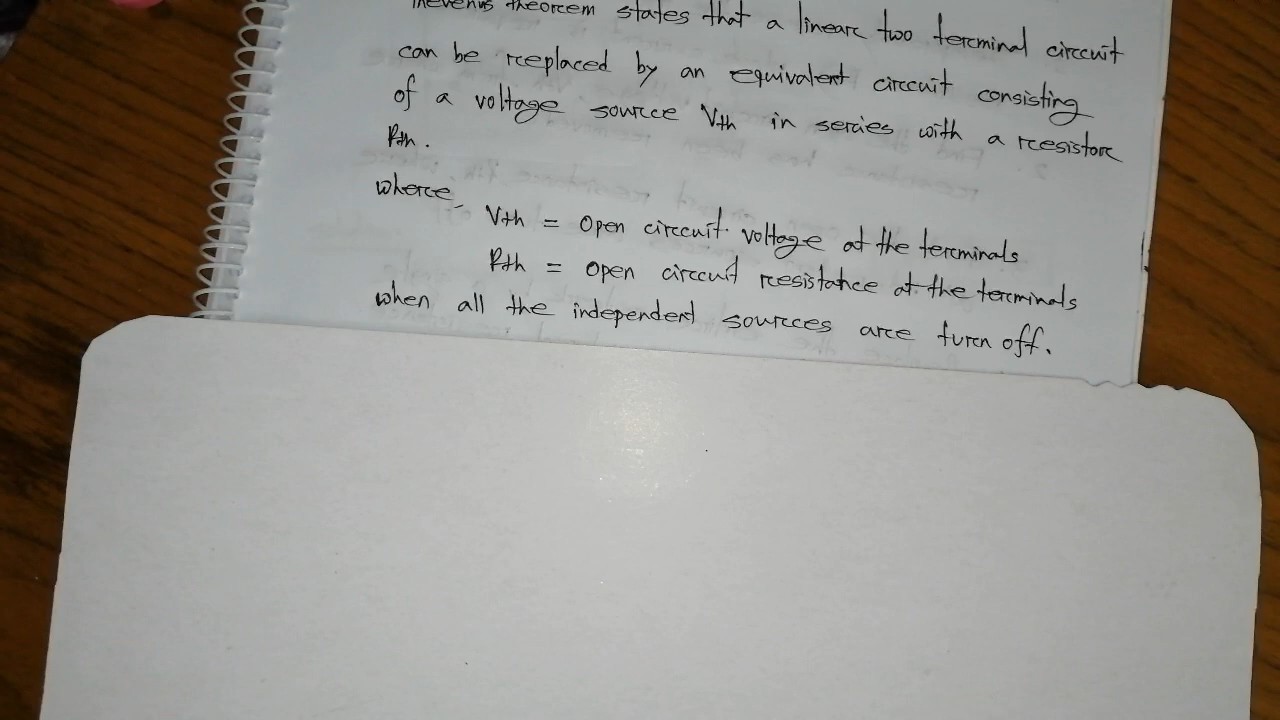 Thevenis theorem states that a linear two terminal circuit
can be replaced by an equivalent circuit consisting
of a voltage source Vth in series with a resistor
Rth.
where,
Vth = Open circuit voltage at the terminals
Rth = open circuit resistance at the terminals
when all the independent sources are turn off.